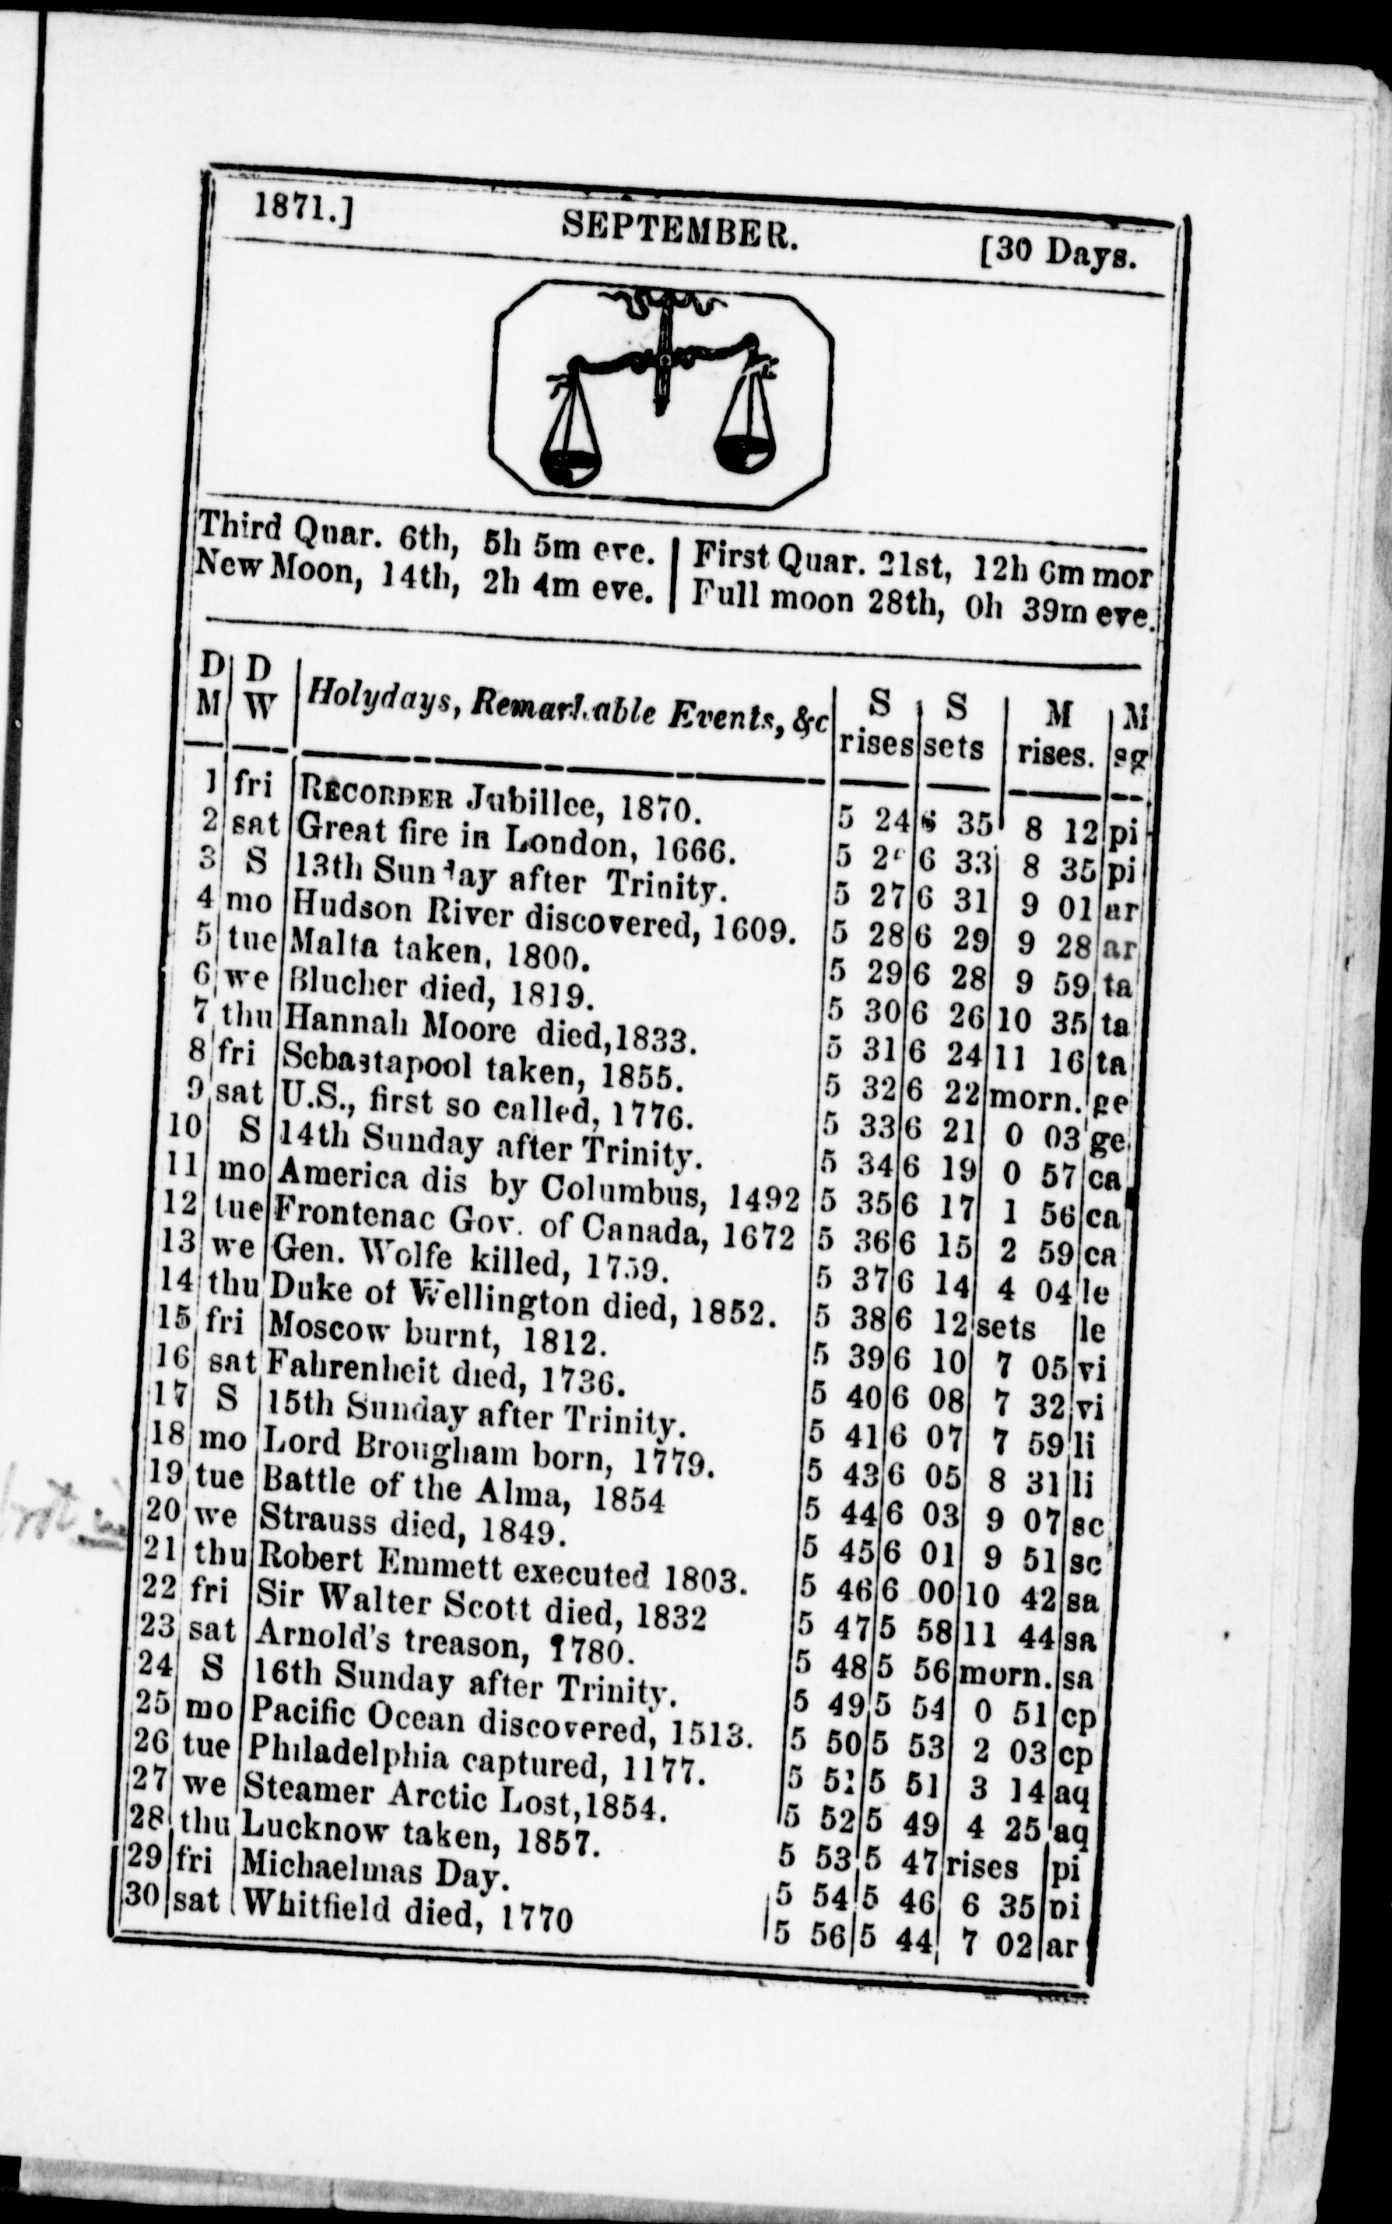 1871.] SEPTEMBER. [30 Days.
Third Quar. 6th, 5h 5m eve. | First Quar. 21st, 12h 6m mor
New Moon, 14th, 2h 4m eve. | Full moon 28th, 0h 39m eve.
D M | D W | Holydays, Remarkable Events, &c | S rises | S sets | M rises. | M sg
1 fri RECORDER Jubillee, 1870. 5 24 6 35 8 12 pi
2 sat Great fire in London, 1666. 5 2 6 33 8 35 pi
3 S 13th Sunday after Trinity. 5 27 6 31 9 01 ar
4 mo Hudson River discovered, 1609. 5 28 6 29 9 28 ar
5 tue Malta taken, 1800. 5 29 6 28 9 59 ta
6 we Blucher died, 1819. 5 30 6 26 10 35 ta
7 thu Hannah Moore died, 1833. 5 31 6 24 11 16 ta
8 fri Sebastapool taken, 1855. 5 32 6 22 morn. ge
9 sat U.S., first so called, 1776. 5 33 6 21 0 03 ge
10 S 14th Sunday after Trinity. 5 34 6 19 0 57 ca
11 mo America dis by Columbus, 1492 5 35 6 17 1 56 ca
12 tue Frontenac Gov. of Canada, 1672 5 36 6 15 2 59 ca
13 we Gen. Wolfe killed, 1759. 5 37 6 14 4 04 le
14 thu Duke of Wellington died, 1852. 5 38 6 12 sets le
15 fri Moscow burnt, 1812. 5 39 6 10 7 05 vi
16 sat Fahrenheit died, 1736. 5 40 6 08 7 32 vi
17 S 15th Sunday after Trinity. 5 41 6 07 7 59 li
18 mo Lord Brougham born, 1779. 5 43 6 05 8 31 li
19 tue Battle of the Alma, 1854 5 44 6 03 9 07 sc
20 we Strauss died, 1849. 5 45 6 01 9 51 sc
21 thu Robert Emmett executed 1803. 5 46 6 00 10 42 sa
22 fri Sir Walter Scott died, 1832 5 47 5 58 11 44 sa
23 sat Arnold's treason, 1780. 5 48 5 56 morn. sa
24 S 16th Sunday after Trinity. 5 49 5 54 0 51 cp
25 mo Pacific Ocean discovered, 1513. 5 50 5 53 2 03 cp
26 tue Philadelphia captured, 1177. 5 51 5 51 3 14 aq
27 we Steamer Arctic Lost, 1854. 5 52 5 49 4 25 aq
28 thu Lucknow taken, 1857. 5 53 5 47 rises pi
29 fri Michaelmas Day. 5 54 5 46 6 35 pi
30 sat Whitfield died, 1770 5 56 5 44 7 02 ar